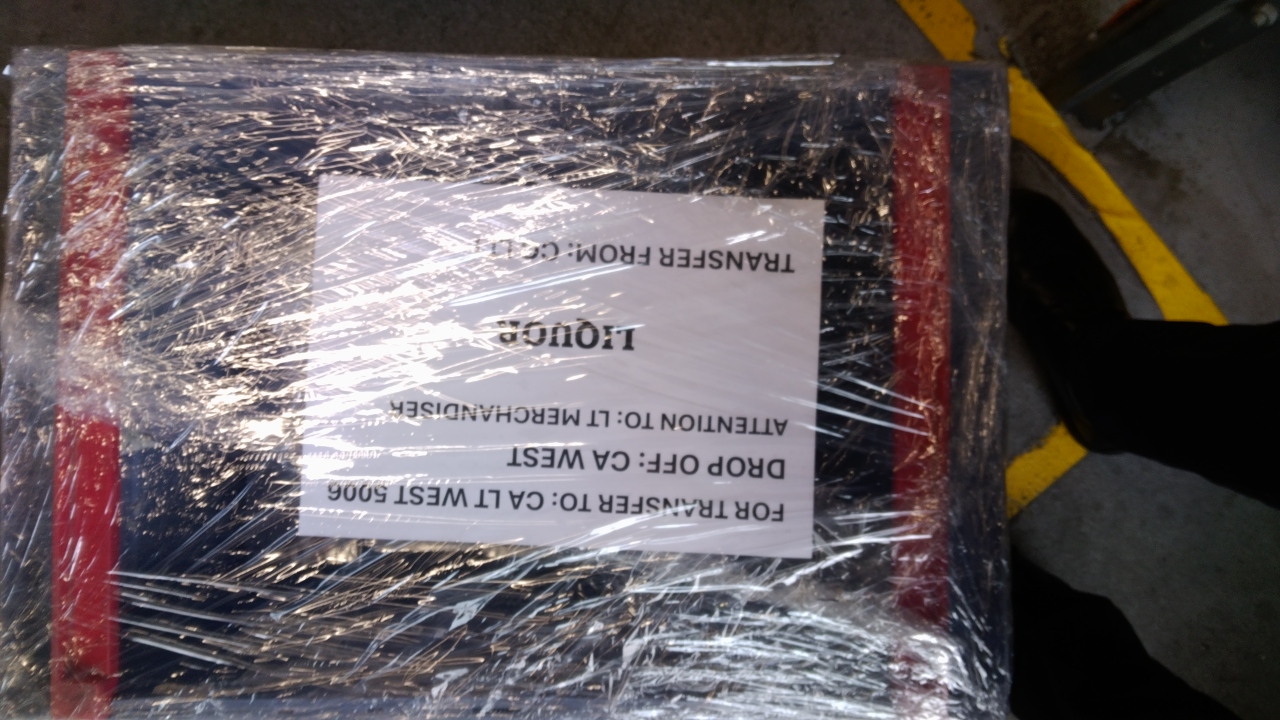 FOR TRANSFER TO: CA LT WEST 5006
DROP OFF: CA WEST
ATTENTION TO: LT MERCHANDISER
LIQUOR
TRANSFER FROM: